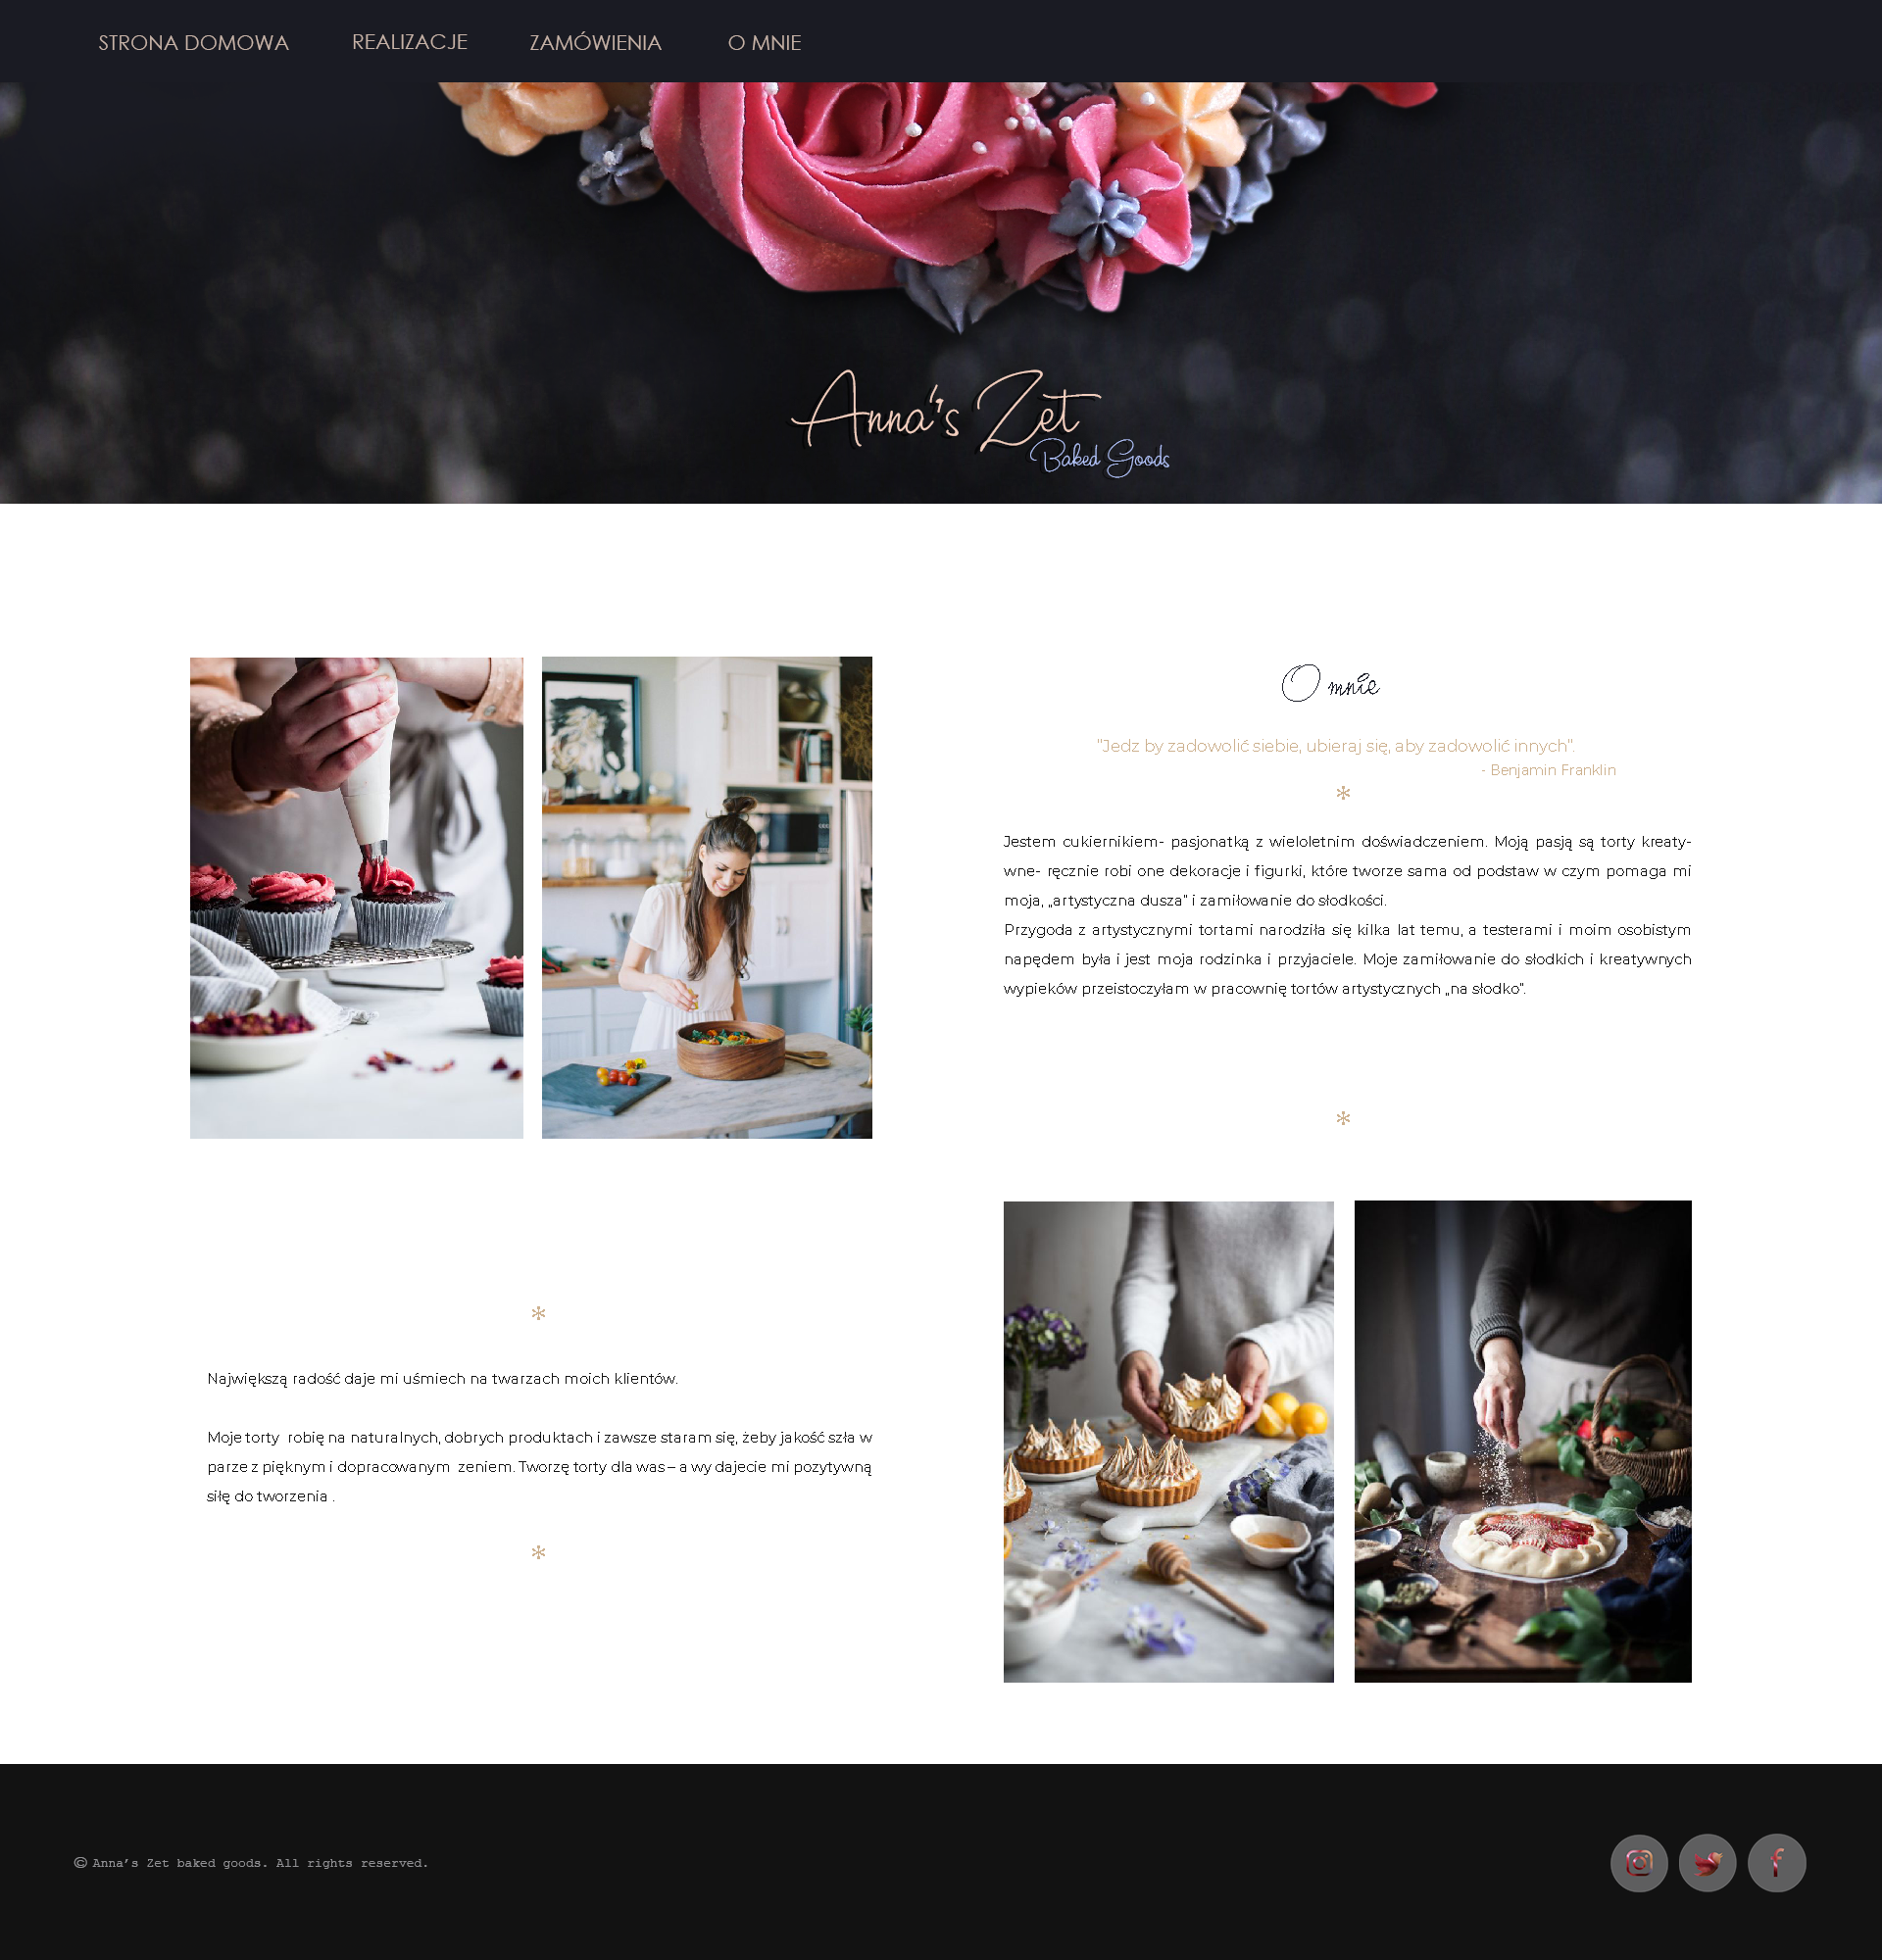 STRONA DOMOWA REALIZACJE ZAMÓWIENIA O MNIE
Anna's Zet
Baked Goods
O mnie
"Jedz by zadowolić siebie, ubieraj się, aby zadowolić innych".
- Benjamin Franklin
*
Jestem cukiernikiem- pasjonatką z wieloletnim doświadczeniem. Moją pasją są torty kreaty-
wne- ręcznie robi one dekoracje i figurki, które tworze sama od podstaw w czym pomaga mi
moja, „artystyczna dusza" i zamiłowanie do słodkości.
Przygoda z artystycznymi tortami narodziła się kilka lat temu, a testerami i moim osobistym
napędem była i jest moja rodzinka i przyjaciele. Moje zamiłowanie do słodkich i kreatywnych
wypieków przeistoczyłam w pracownię tortów artystycznych „na słodko".
*
*
Największą radość daje mi uśmiech na twarzach moich klientów.
Moje torty robię na naturalnych, dobrych produktach i zawsze staram się, żeby jakość szła w
parze z pięknym i dopracowanym zeniem. Tworzę torty dla was – a wy dajecie mi pozytywną
siłę do tworzenia .
*
© Anna's Zet baked goods. All rights reserved.